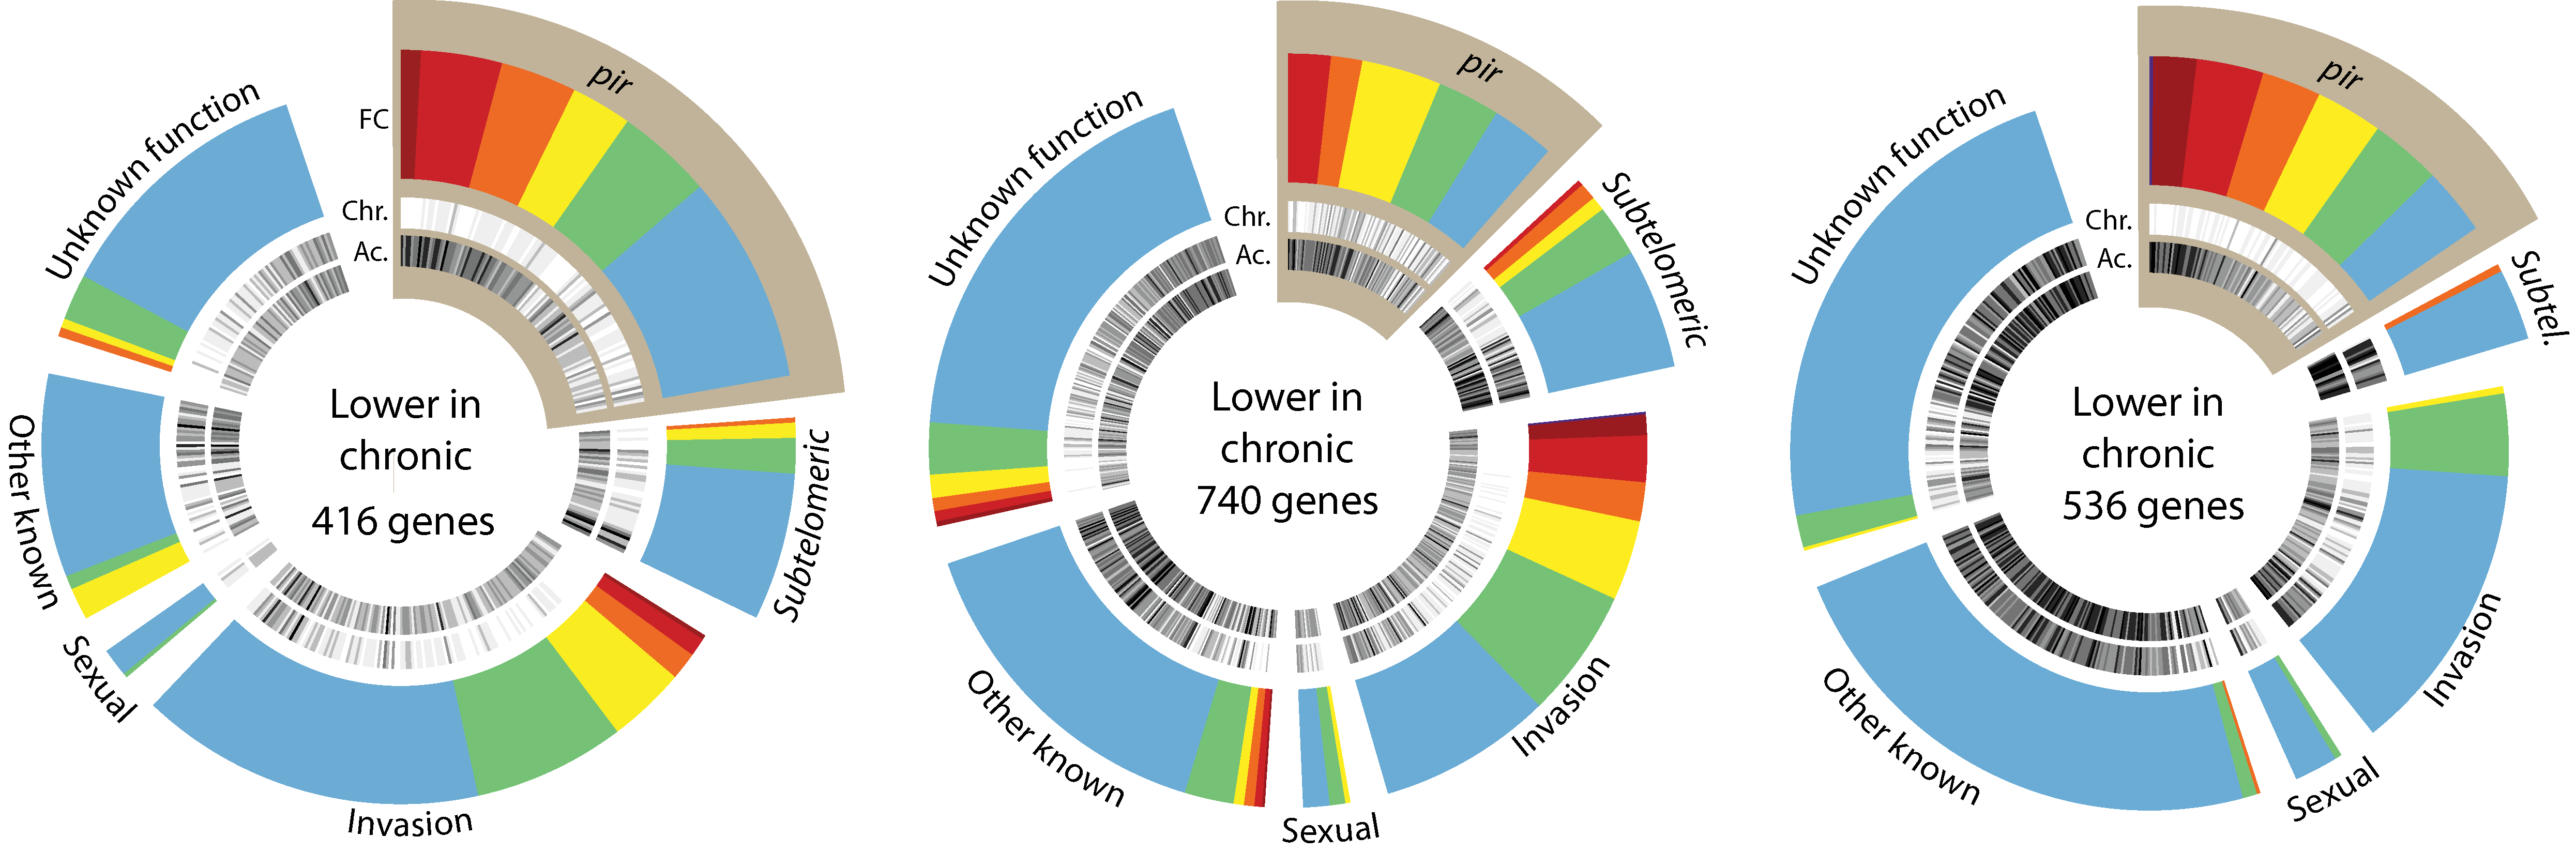 pir
FC
Chr.
Ac.
Unknown function
Other known
Sexual
Invasion
Subtelomeric
Lower in
chronic
416 genes
pir
Chr.
Ac.
Unknown function
Subtelomeric
Other known
Sexual
Invasion
Lower in
chronic
740 genes
pir
Chr.
Ac.
Unknown function
Subtel.
Other known
Sexual
Invasion
Lower in
chronic
536 genes